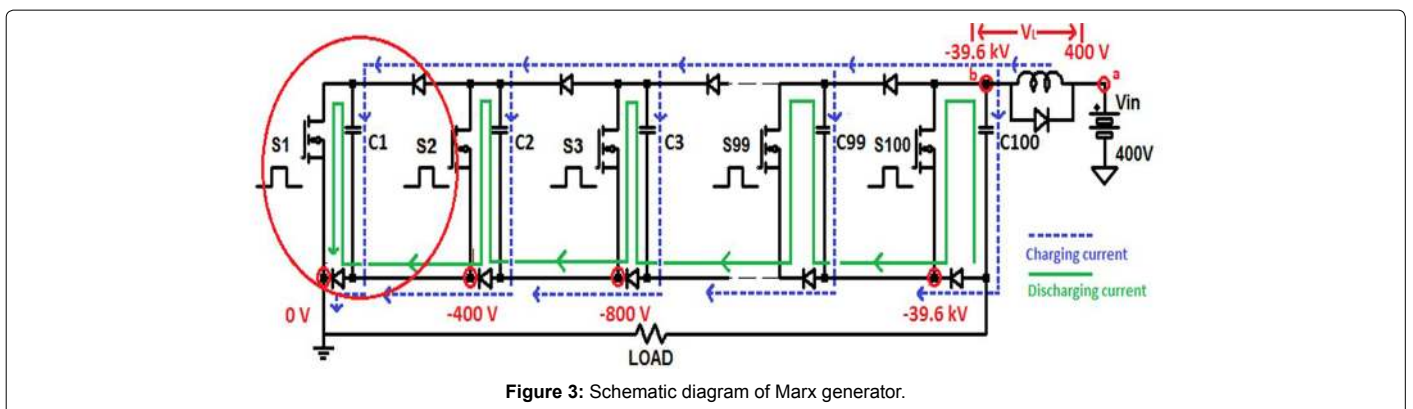 V_L
-39.6 kV 400 V
b a
Vin
+
S1 C1 S2 C2 S3 C3 S99 C99 S100 C100
400V
Charging current
Discharging current
0 V -400 V -800 V -39.6 kV
LOAD
Figure 3: Schematic diagram of Marx generator.